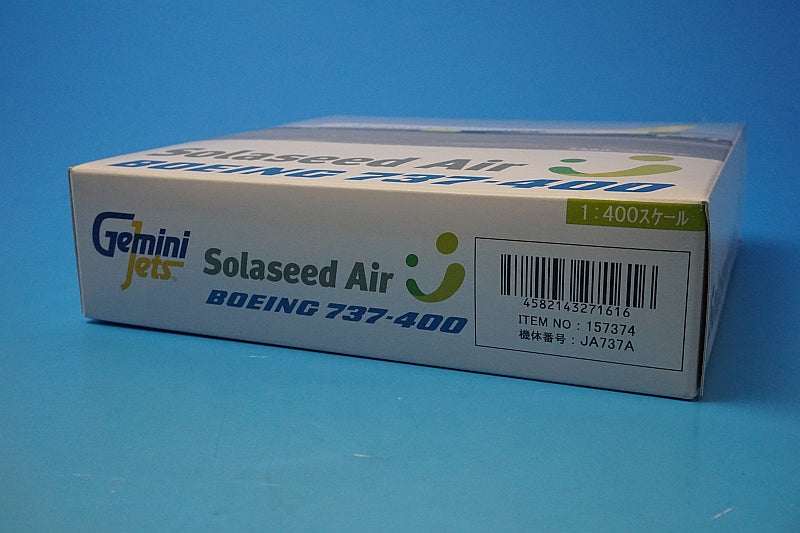 Solaseed Air
BOEING 737-400
1:400スケール
Gemini
Jets™
Solaseed Air
BOEING 737-400
4582143271616
ITEM NO : 157374
機体番号 : JA737A